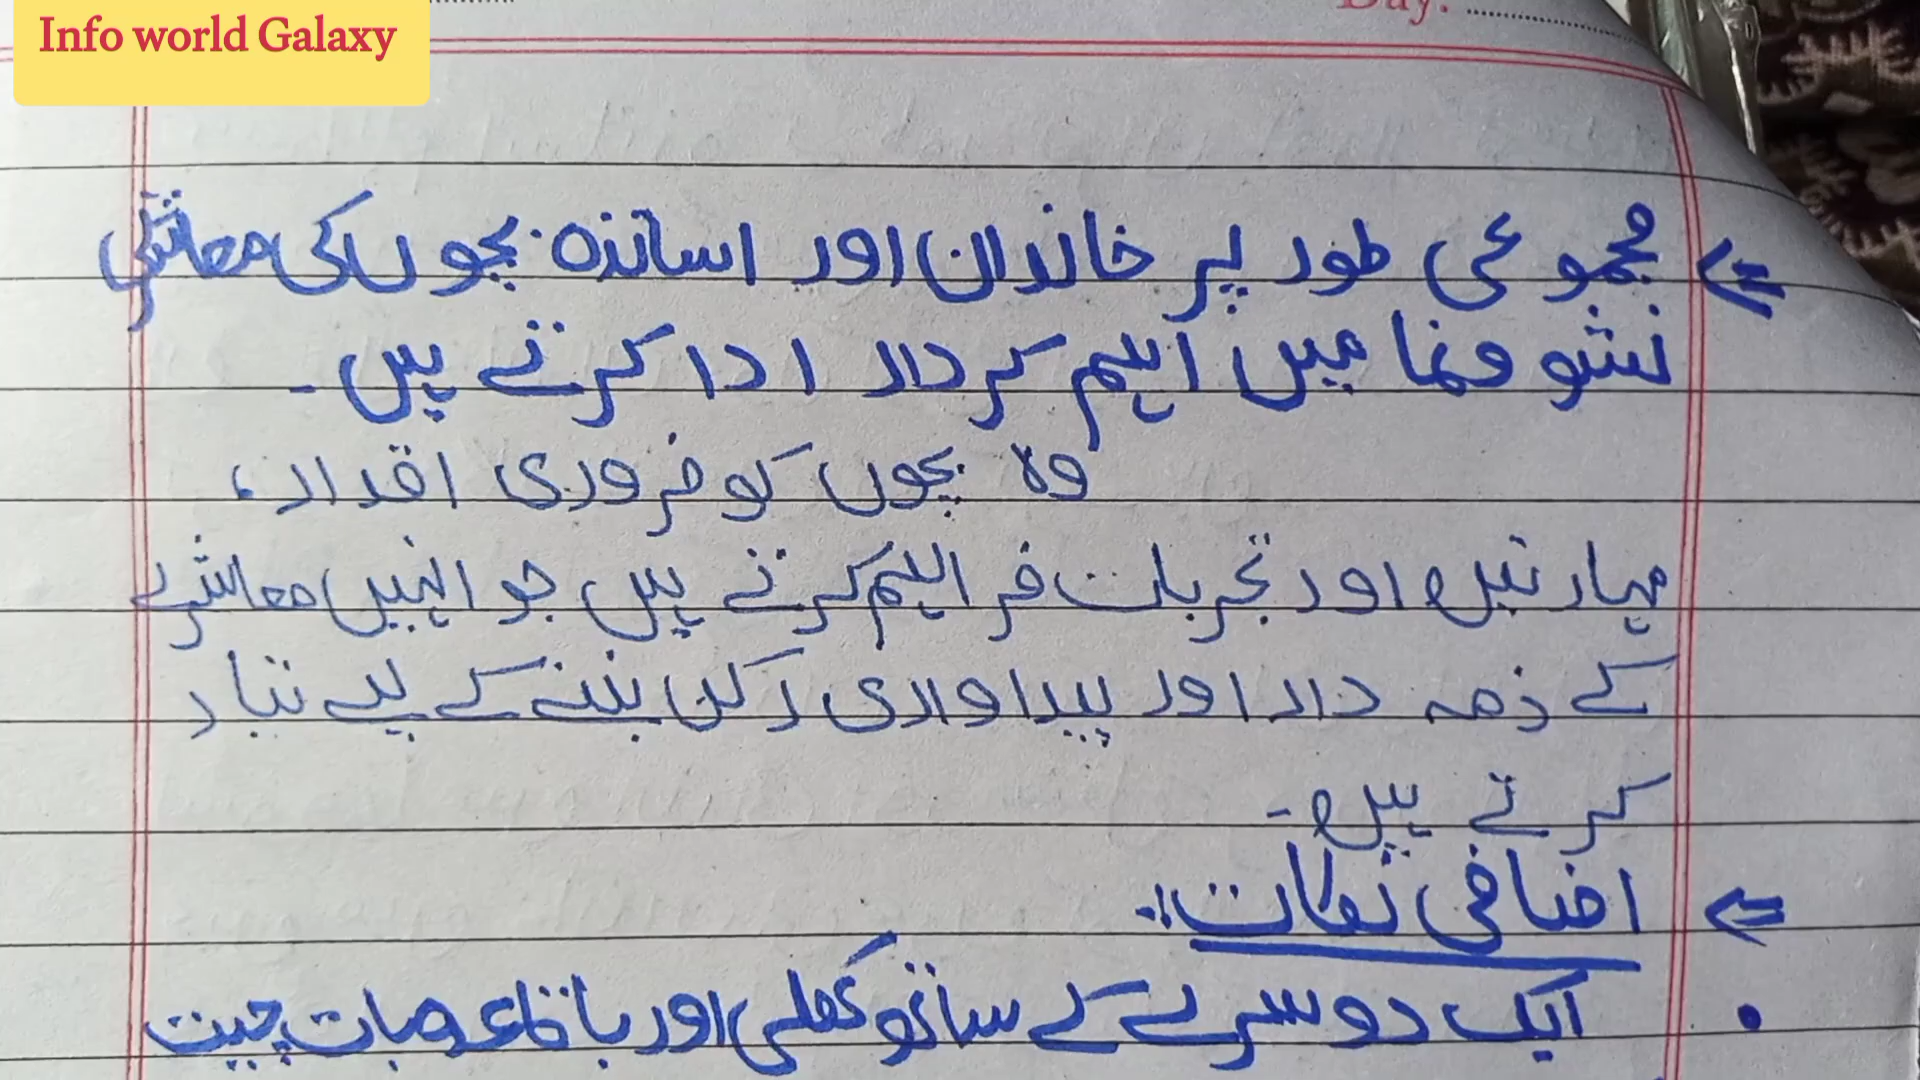 Info world Galaxy
Day:
مجموعی طور پر خاندان اور اساتذہ بچوں کی معاشرتی
نشوونما میں اہم کردار ادا کرتے ہیں۔
وہ بچوں کو ضروری اقدار،
مہارتیں اور تجربات فراہم کرتے ہیں جو انہیں معاشرے
کے ذمہ دار اور پیداواری رکن بننے کے لیے تیار
کرتے ہیں۔
اضافی نکات:
ایک دوسرے کے ساتھ کھلی اور باقاعدہ بات چیت